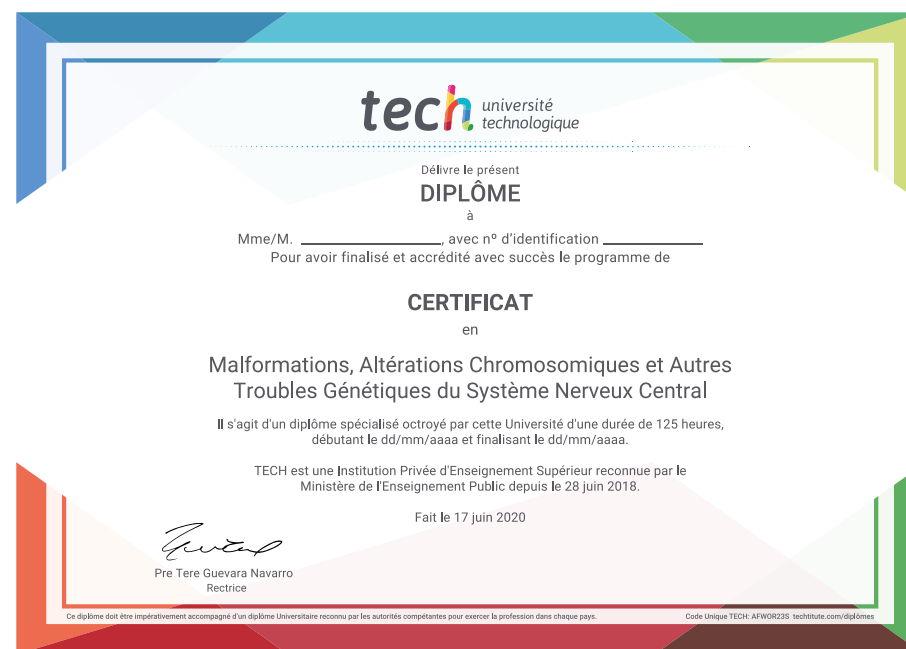 tech université
technologique
Délivre le présent
DIPLÔME
à
Mme/M. ____________________, avec nº d'identification ______________
Pour avoir finalisé et accrédité avec succès le programme de
CERTIFICAT
en
Malformations, Altérations Chromosomiques et Autres
Troubles Génétiques du Système Nerveux Central
Il s'agit d'un diplôme spécialisé octroyé par cette Université d'une durée de 125 heures,
débutant le dd/mm/aaaa et finalisant le dd/mm/aaaa.
TECH est une Institution Privée d'Enseignement Supérieur reconnue par le
Ministère de l'Enseignement Public depuis le 28 juin 2018.
Fait le 17 juin 2020
Pre Tere Guevara Navarro
Rectrice
Ce diplôme doit être impérativement accompagné d'un diplôme Universitaire reconnu par les autorités compétantes pour exercer la profession dans chaque pays.
Code Unique TECH: AFWOR23S techtitute.com/diplômes